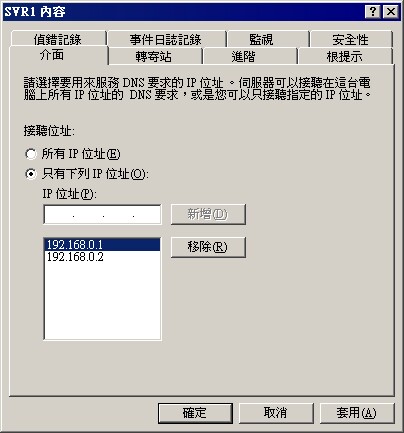 SVR1 內容
偵錯記錄 事件日誌記錄 監視 安全性
介面 轉寄站 進階 根提示
請選擇要用來服務 DNS 要求的 IP 位址 。伺服器可以接聽在這台電
腦上所有 IP 位址的 DNS 要求，或是您可以只接聽指定的 IP 位址。
接聽位址:
所有 IP 位址(E)
只有下列 IP 位址(O):
IP 位址(P):
. . . 新增(D)
192.168.0.1 移除(R)
192.168.0.2
確定 取消 套用(A)